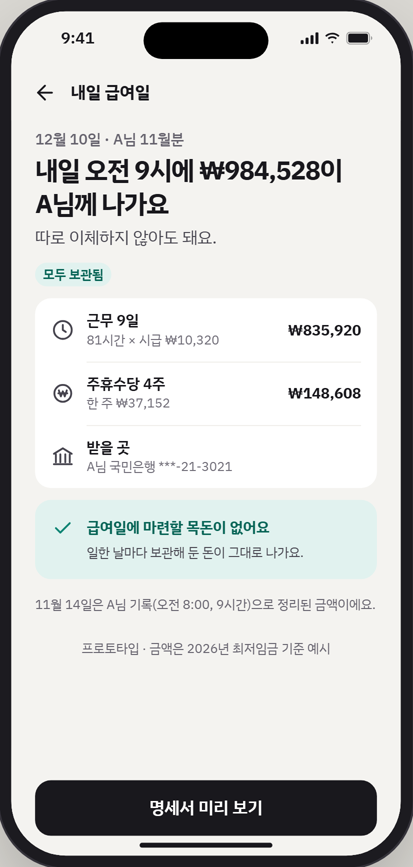 9:41
내일 급여일
12월 10일 · A님 11월분
내일 오전 9시에 ₩984,528이
A님께 나가요
따로 이체하지 않아도 돼요.
모두 보관됨
근무 9일
81시간 × 시급 ₩10,320
₩835,920
주휴수당 4주
한 주 ₩37,152
₩148,608
받을 곳
A님 국민은행 ***-21-3021
급여일에 마련할 목돈이 없어요
일한 날마다 보관해 둔 돈이 그대로 나가요.
11월 14일은 A님 기록(오전 8:00, 9시간)으로 정리된 금액이에요.
프로토타입 · 금액은 2026년 최저임금 기준 예시
명세서 미리 보기